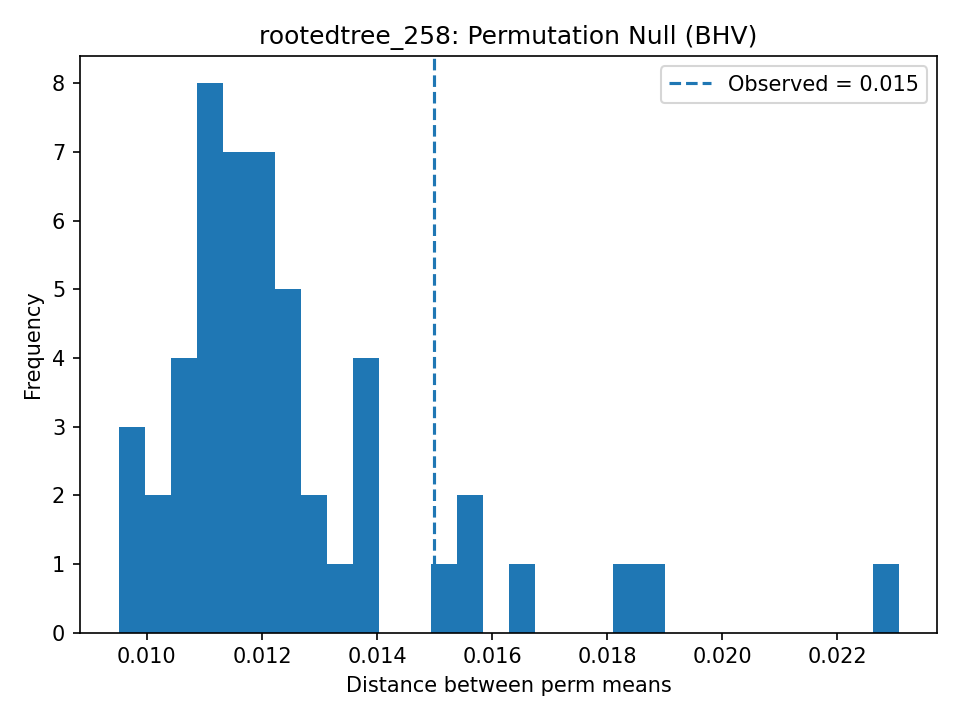 rootedtree_258: Permutation Null (BHV)
Observed = 0.015
8
7
6
5
4
3
2
1
0
Frequency
0.010 0.012 0.014 0.016 0.018 0.020 0.022
Distance between perm means